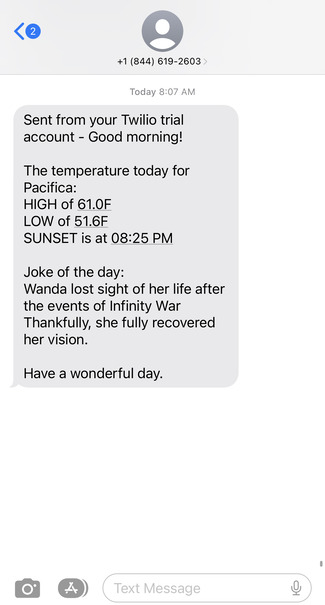 2
+1 (844) 619-2603
Today 8:07 AM
Sent from your Twilio trial
account - Good morning!
The temperature today for
Pacifica:
HIGH of 61.0F
LOW of 51.6F
SUNSET is at 08:25 PM
Joke of the day:
Wanda lost sight of her life after
the events of Infinity War
Thankfully, she fully recovered
her vision.
Have a wonderful day.
Text Message